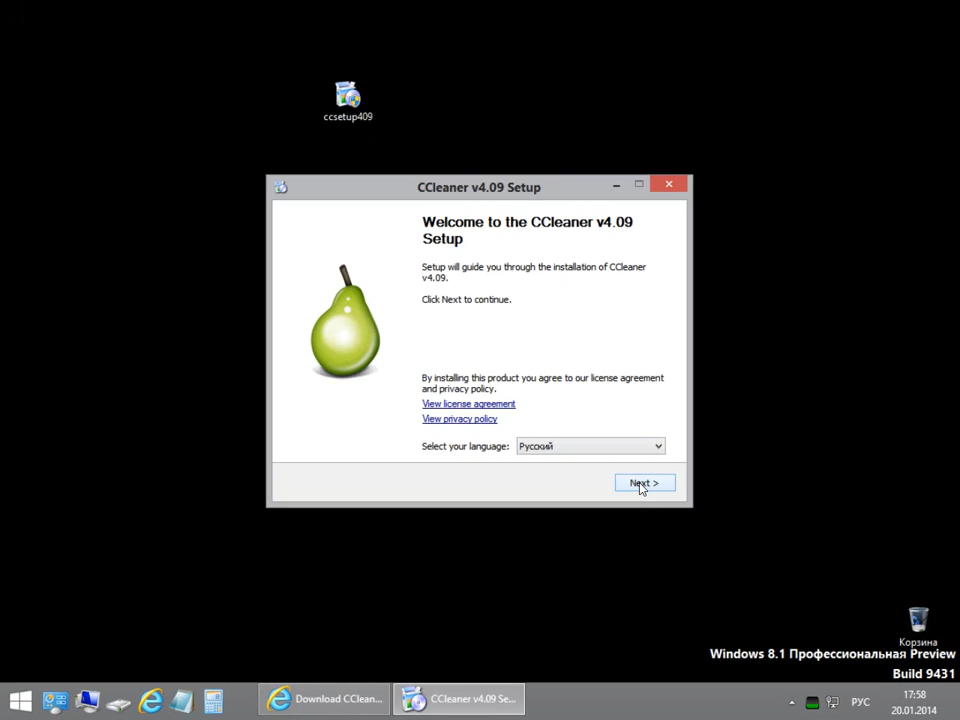 ccsetup409
CCleaner v4.09 Setup
Welcome to the CCleaner v4.09
Setup
Setup will guide you through the installation of CCleaner
v4.09.
Click Next to continue.
By installing this product you agree to our license agreement
and privacy policy.
View license agreement
View privacy policy
Select your language: Русский
Next >
Корзина
Windows 8.1 Профессиональная Preview
Build 9431
Download CClean...
CCleaner v4.09 Se...
РУС
17:58
20.01.2014